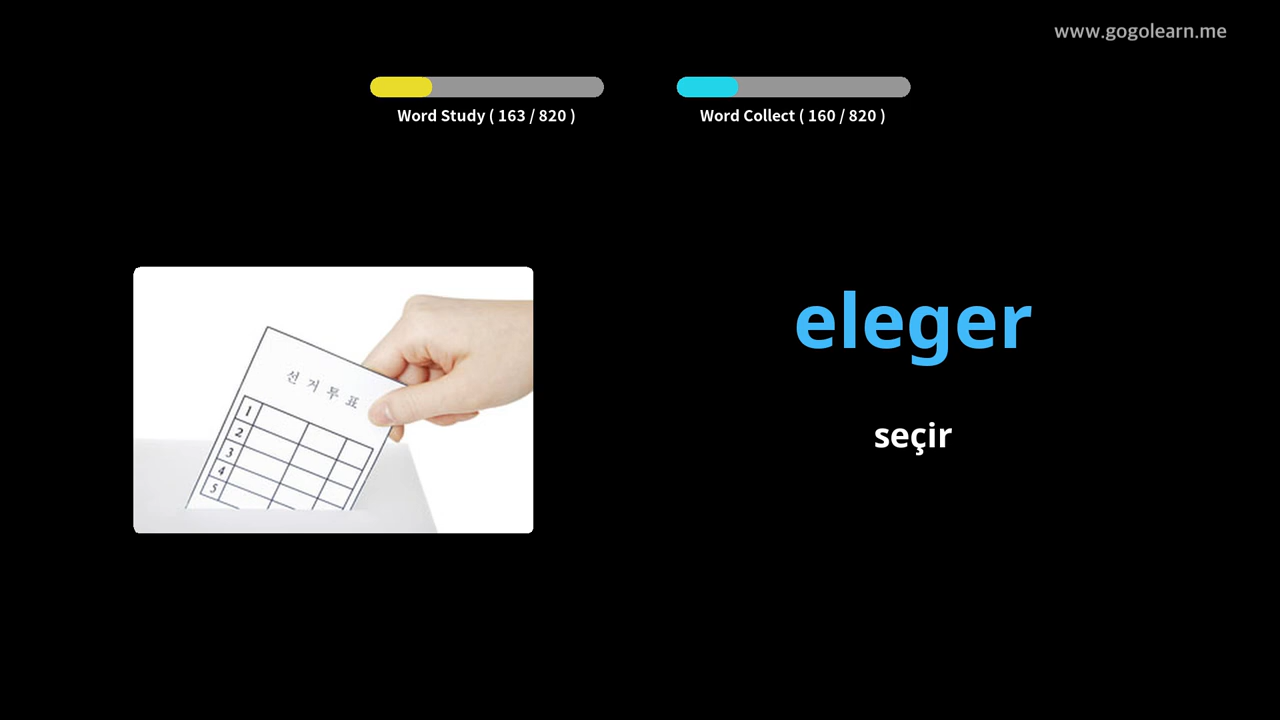 www.gogolearn.me
Word Study ( 163 / 820 )
Word Collect ( 160 / 820 )
선거투표
1
2
3
4
5
eleger
seçir